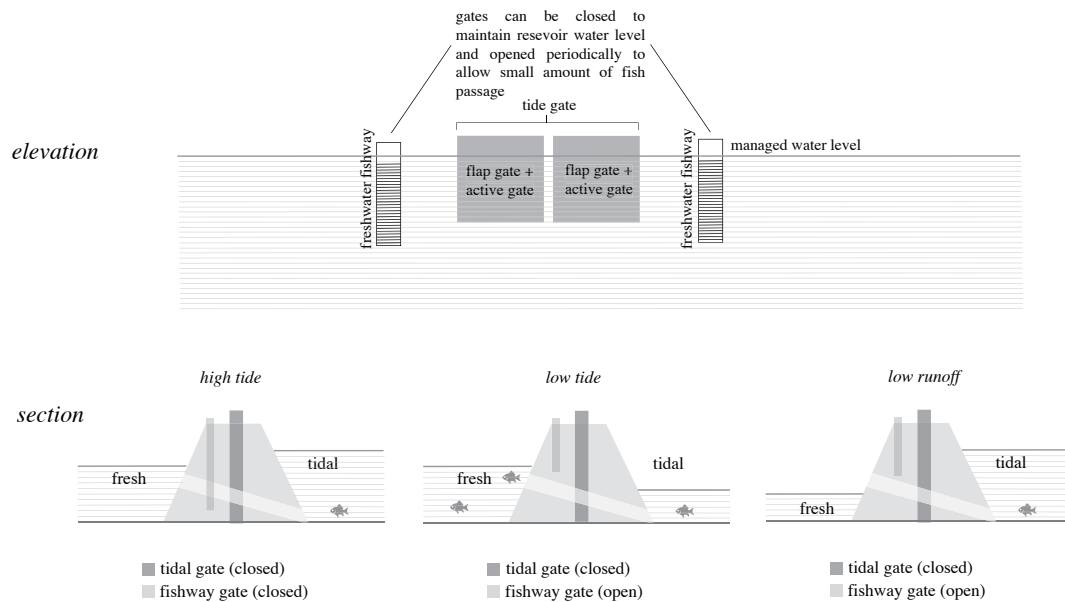 gates can be closed to
maintain resevoir water level
and opened periodically to
allow small amount of fish
passage
tide gate
elevation
freshwater fishway
flap gate +
active gate
flap gate +
active gate
freshwater fishway
managed water level
high tide
low tide
low runoff
section
fresh
tidal
fresh
tidal
fresh
tidal
tidal gate (closed)
fishway gate (closed)
tidal gate (closed)
fishway gate (open)
tidal gate (closed)
fishway gate (open)